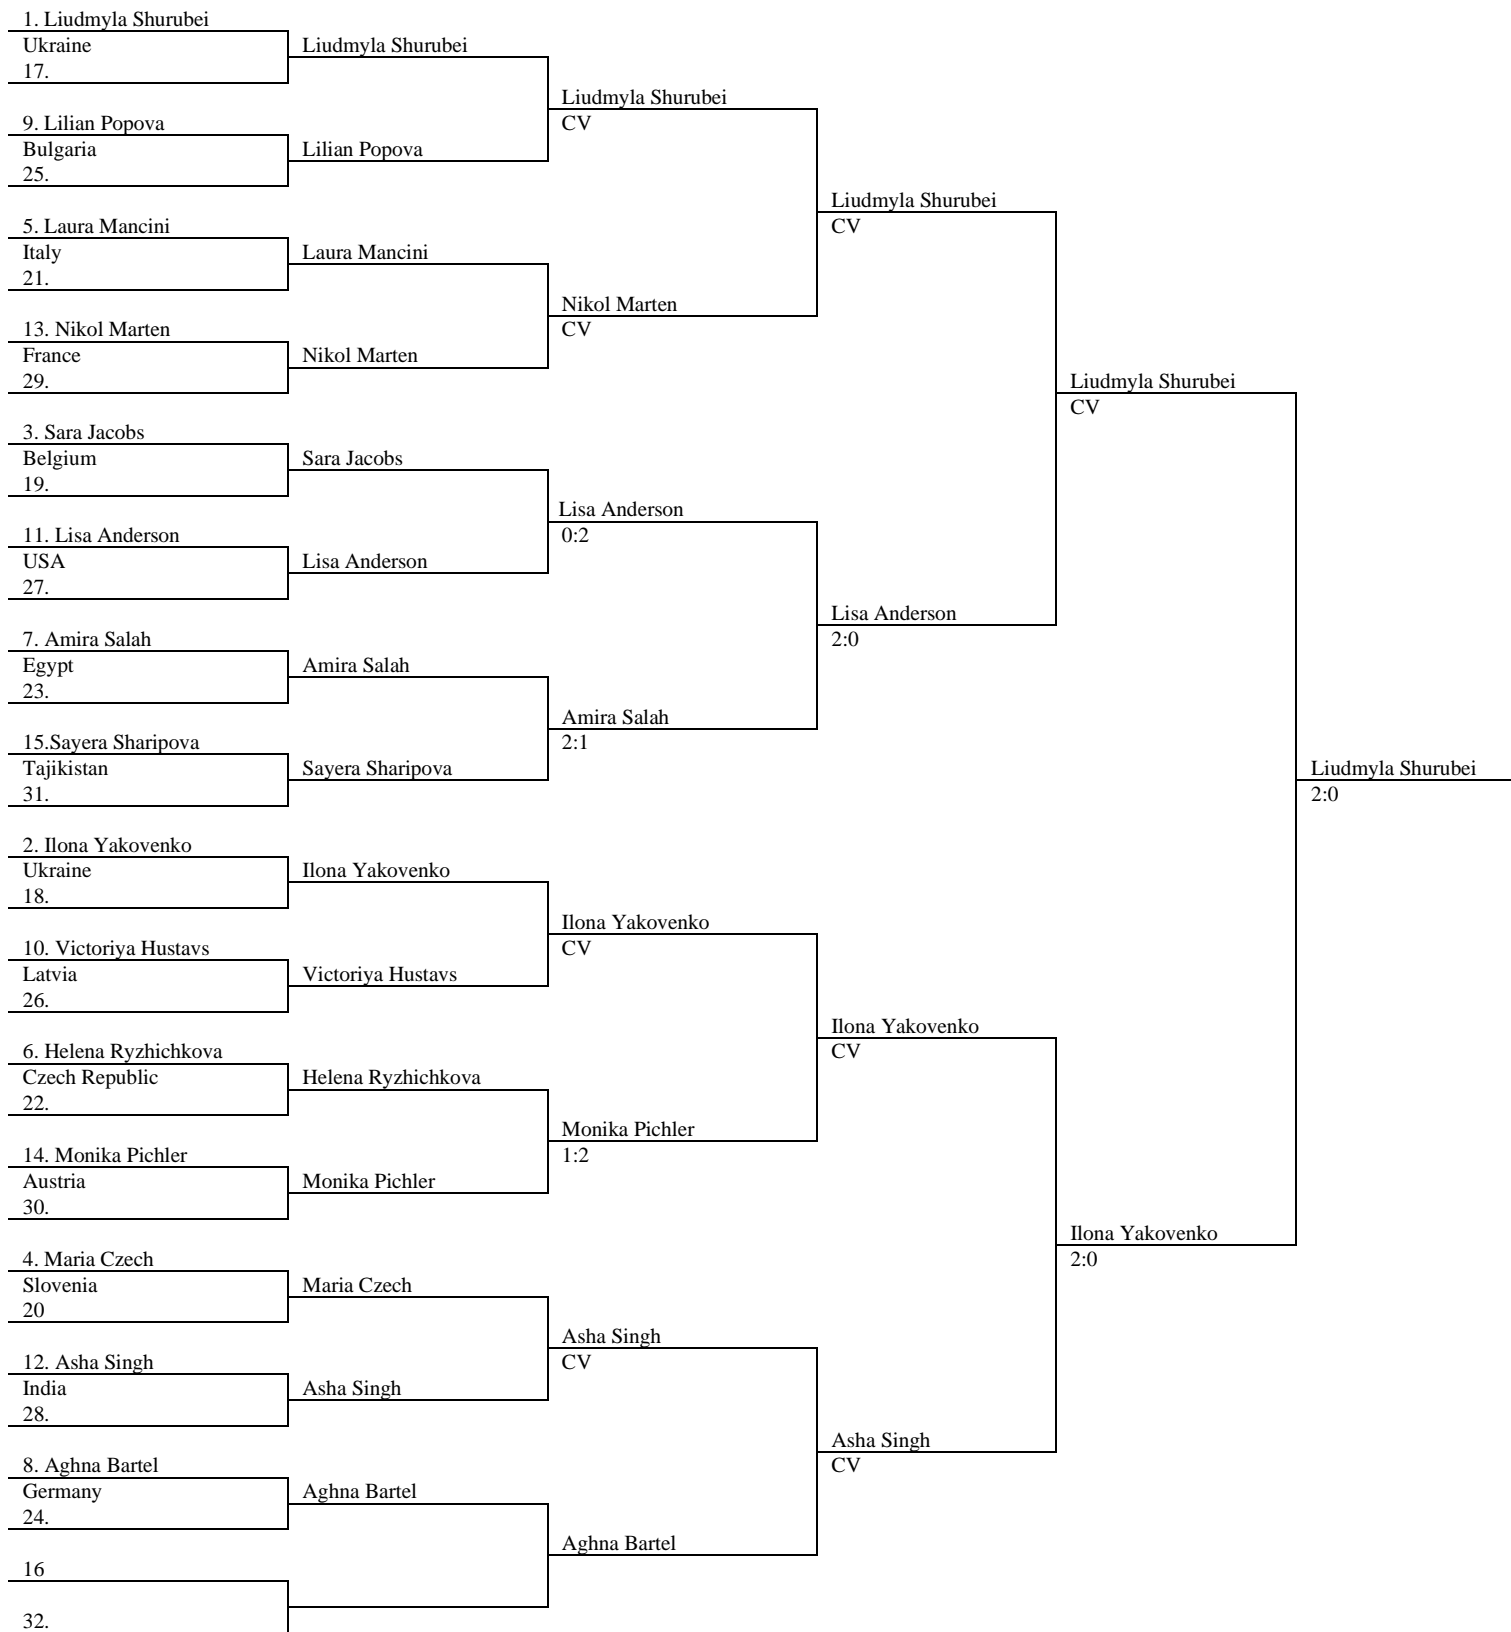 1. Liudmyla Shurubei
Ukraine
17.
9. Lilian Popova
Bulgaria
25.
5. Laura Mancini
Italy
21.
13. Nikol Marten
France
29.
3. Sara Jacobs
Belgium
19.
11. Lisa Anderson
USA
27.
7. Amira Salah
Egypt
23.
15.Sayera Sharipova
Tajikistan
31.
2. Ilona Yakovenko
Ukraine
18.
10. Victoriya Hustavs
Latvia
26.
6. Helena Ryzhichkova
Czech Republic
22.
14. Monika Pichler
Austria
30.
4. Maria Czech
Slovenia
20
12. Asha Singh
India
28.
8. Aghna Bartel
Germany
24.
16
32.
Liudmyla Shurubei
Lilian Popova
Laura Mancini
Nikol Marten
Sara Jacobs
Lisa Anderson
Amira Salah
Sayera Sharipova
Ilona Yakovenko
Victoriya Hustavs
Helena Ryzhichkova
Monika Pichler
Maria Czech
Asha Singh
Aghna Bartel
Liudmyla Shurubei
CV
Nikol Marten
CV
Lisa Anderson
0:2
Amira Salah
2:1
Ilona Yakovenko
CV
Monika Pichler
1:2
Asha Singh
CV
Aghna Bartel
Liudmyla Shurubei
CV
Lisa Anderson
2:0
Ilona Yakovenko
CV
Asha Singh
CV
Liudmyla Shurubei
CV
Ilona Yakovenko
2:0
Liudmyla Shurubei
2:0